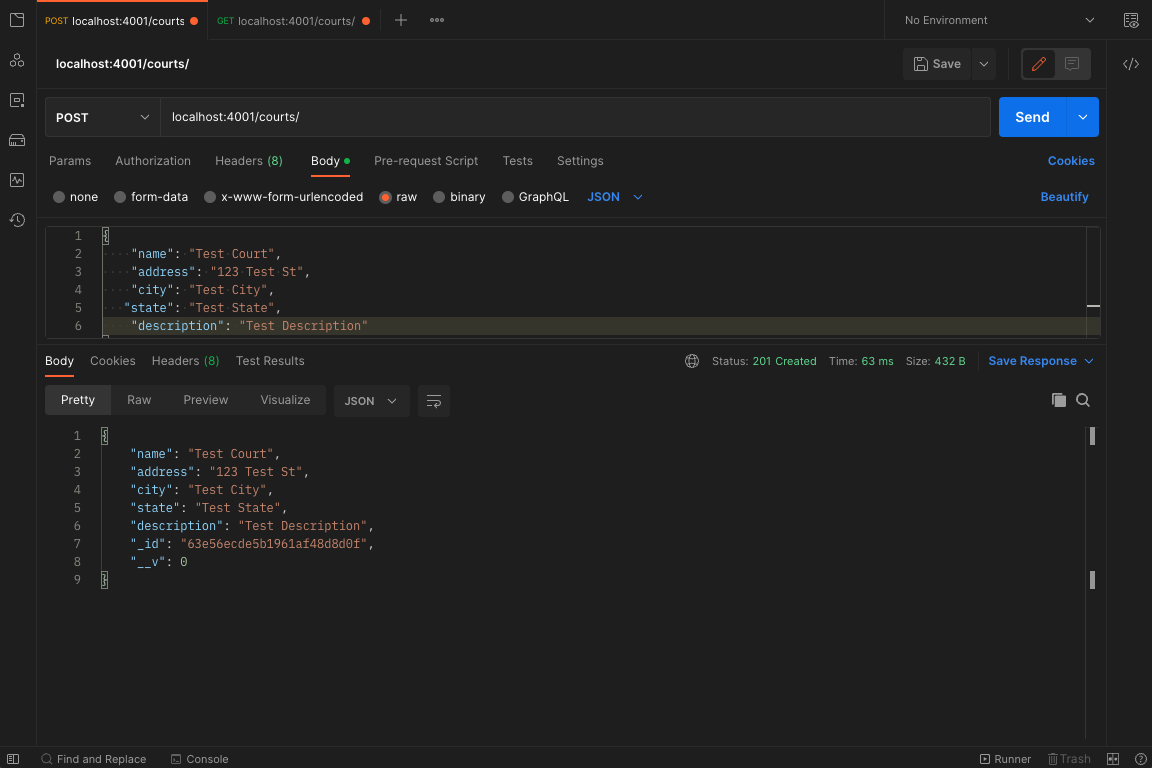 POST localhost:4001/courts GET localhost:4001/courts/ No Environment
localhost:4001/courts/ Save
POST localhost:4001/courts/ Send
Params Authorization Headers (8) Body Pre-request Script Tests Settings Cookies
none form-data x-www-form-urlencoded raw binary GraphQL JSON Beautify
1 {
2 "name": "Test Court",
3 "address": "123 Test St",
4 "city": "Test City",
5 "state": "Test State",
6 "description": "Test Description"
Body Cookies Headers (8) Test Results Status: 201 Created Time: 63 ms Size: 432 B Save Response
Pretty Raw Preview Visualize JSON
1 {
2 "name": "Test Court",
3 "address": "123 Test St",
4 "city": "Test City",
5 "state": "Test State",
6 "description": "Test Description",
7 "_id": "63e56ecde5b1961af48d8d0f",
8 "__v": 0
9 }
Find and Replace Console Runner Trash